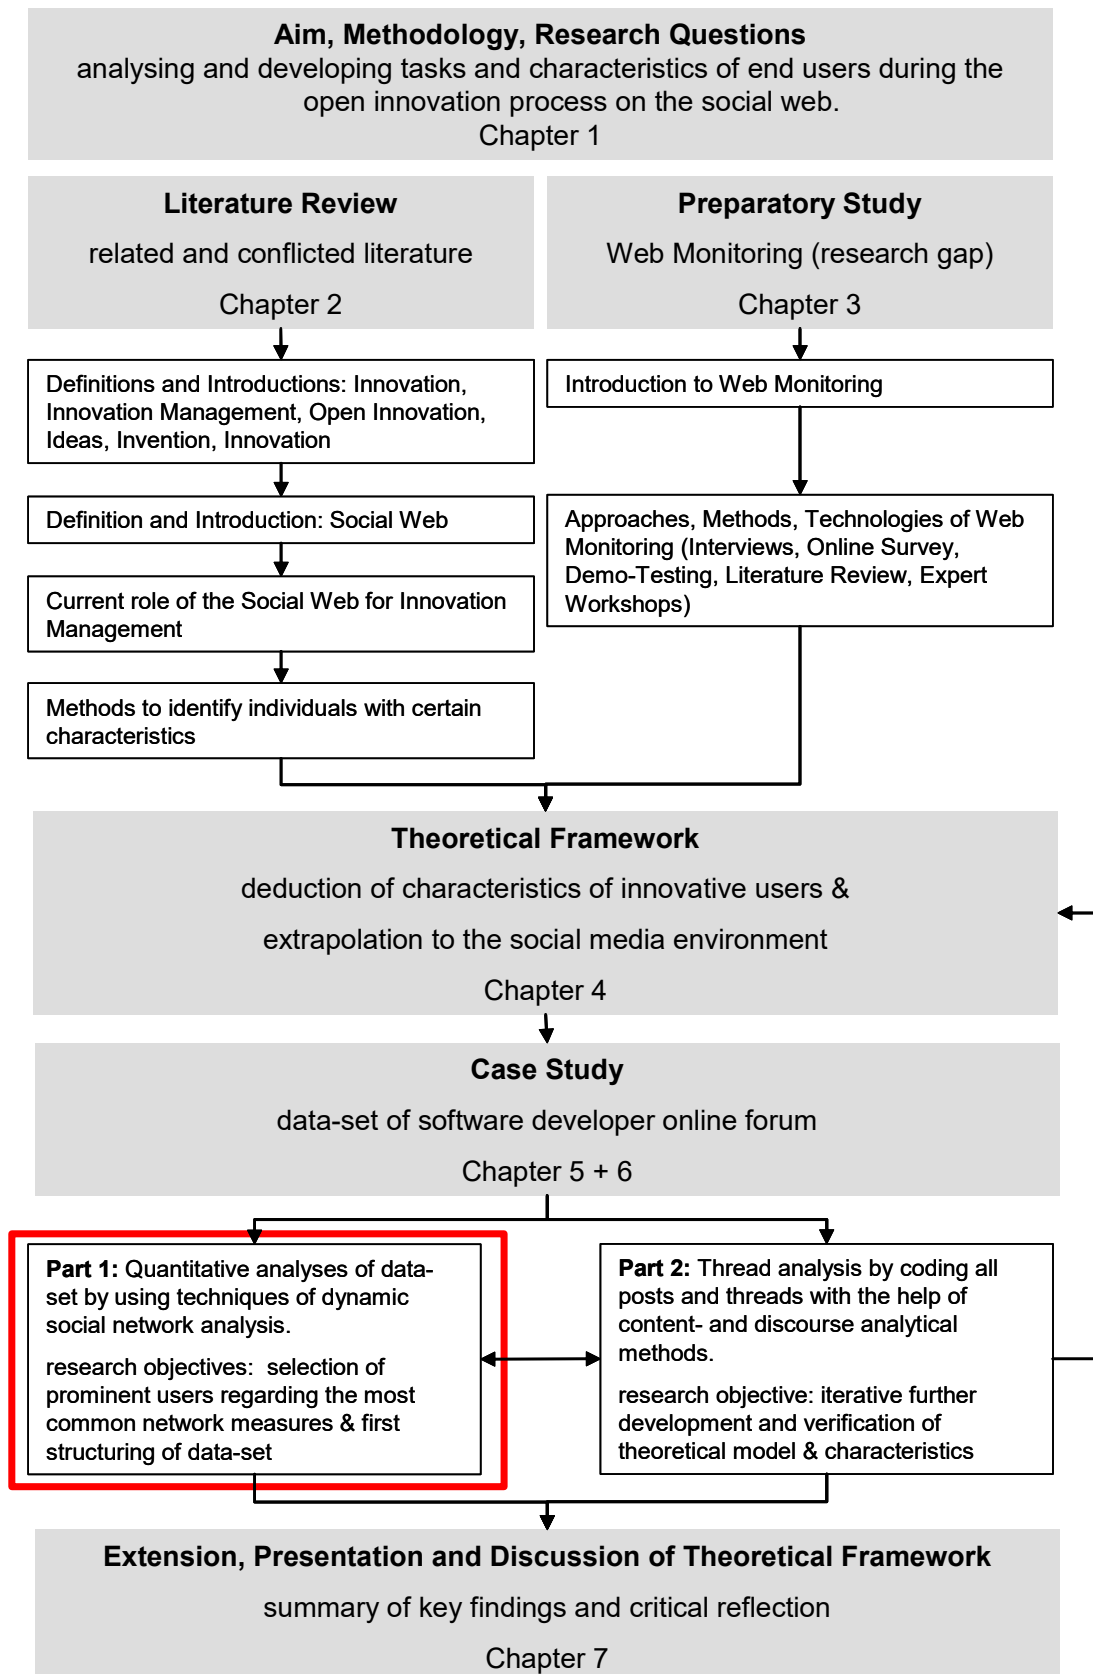 Aim, Methodology, Research Questions
analysing and developing tasks and characteristics of end users during the
open innovation process on the social web.
Chapter 1
Literature Review
related and conflicted literature
Chapter 2
Preparatory Study
Web Monitoring (research gap)
Chapter 3
Definitions and Introductions: Innovation,
Innovation Management, Open Innovation,
Ideas, Invention, Innovation
Introduction to Web Monitoring
Definition and Introduction: Social Web
Approaches, Methods, Technologies of Web
Monitoring (Interviews, Online Survey,
Demo-Testing, Literature Review, Expert
Workshops)
Current role of the Social Web for Innovation
Management
Methods to identify individuals with certain
characteristics
Theoretical Framework
deduction of characteristics of innovative users &
extrapolation to the social media environment
Chapter 4
Case Study
data-set of software developer online forum
Chapter 5 + 6
Part 1: Quantitative analyses of data-
set by using techniques of dynamic
social network analysis.
research objectives:  selection of
prominent users regarding the most
common network measures & first
structuring of data-set
Part 2: Thread analysis by coding all
posts and threads with the help of
content- and discourse analytical
methods.
research objective: iterative further
development and verification of
theoretical model & characteristics
Extension, Presentation and Discussion of Theoretical Framework
summary of key findings and critical reflection
Chapter 7